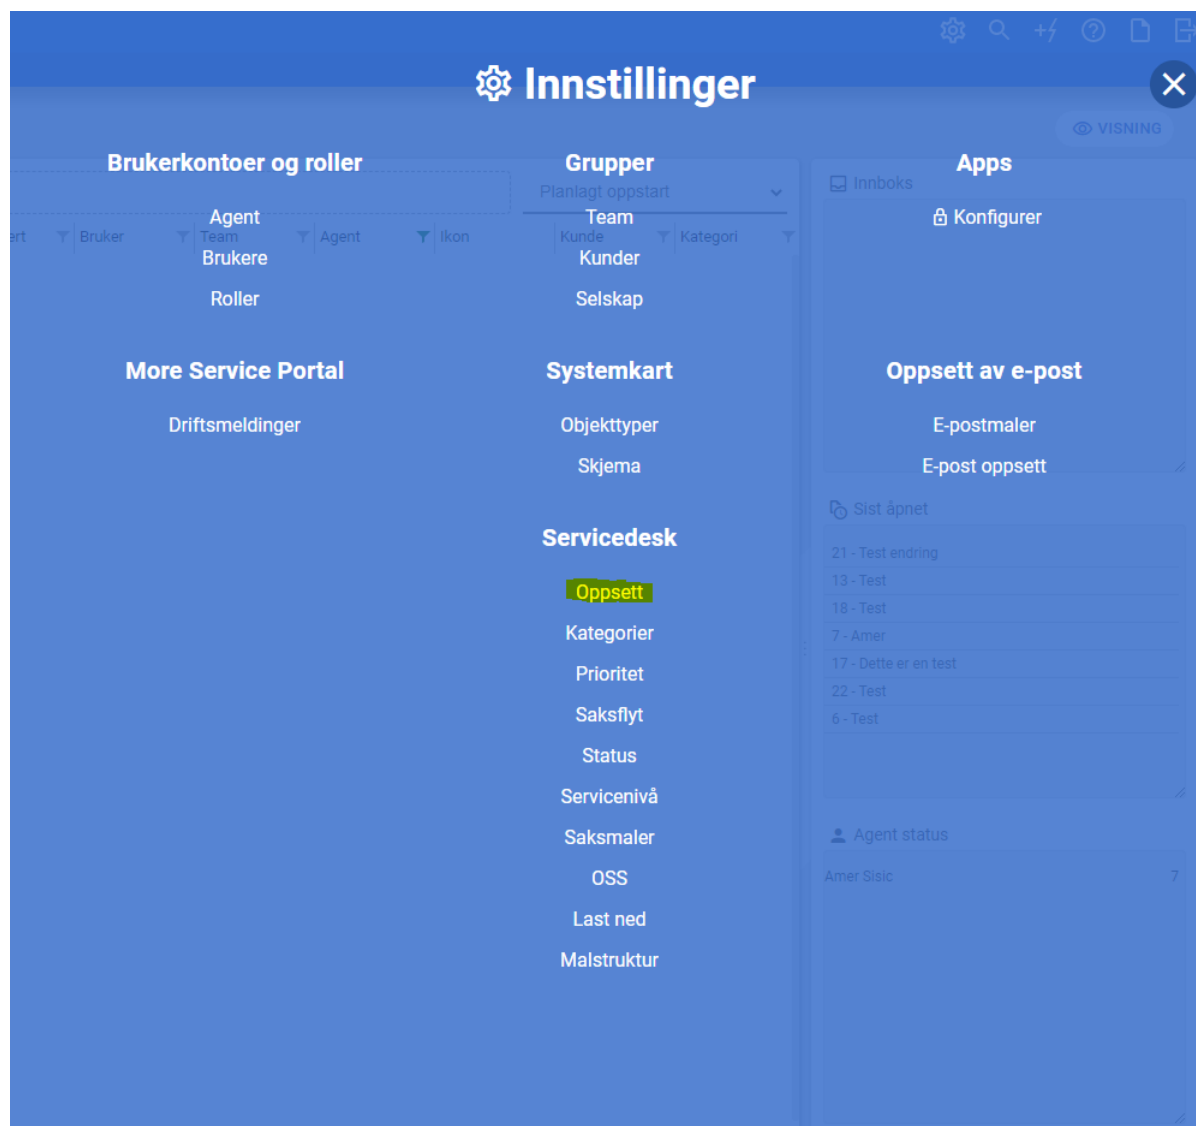 Innstillinger
VISNING
Brukerkontoer og roller
Agent
Brukere
Roller
Grupper
Team
Kunder
Selskap
Apps
Konfigurer
More Service Portal
Driftsmeldinger
Systemkart
Objekttyper
Skjema
Oppsett av e-post
E-postmaler
E-post oppsett
Servicedesk
Oppsett
Kategorier
Prioritet
Saksflyt
Status
Servicenivå
Saksmaler
OSS
Last ned
Malstruktur
Planlagt oppstart
ert Bruker Team Agent Ikon Kunde Kategori
Innboks
Sist åpnet
21 - Test endring
13 - Test
18 - Test
7 - Amer
17 - Dette er en test
22 - Test
6 - Test
Agent status
Amer Sisic 7